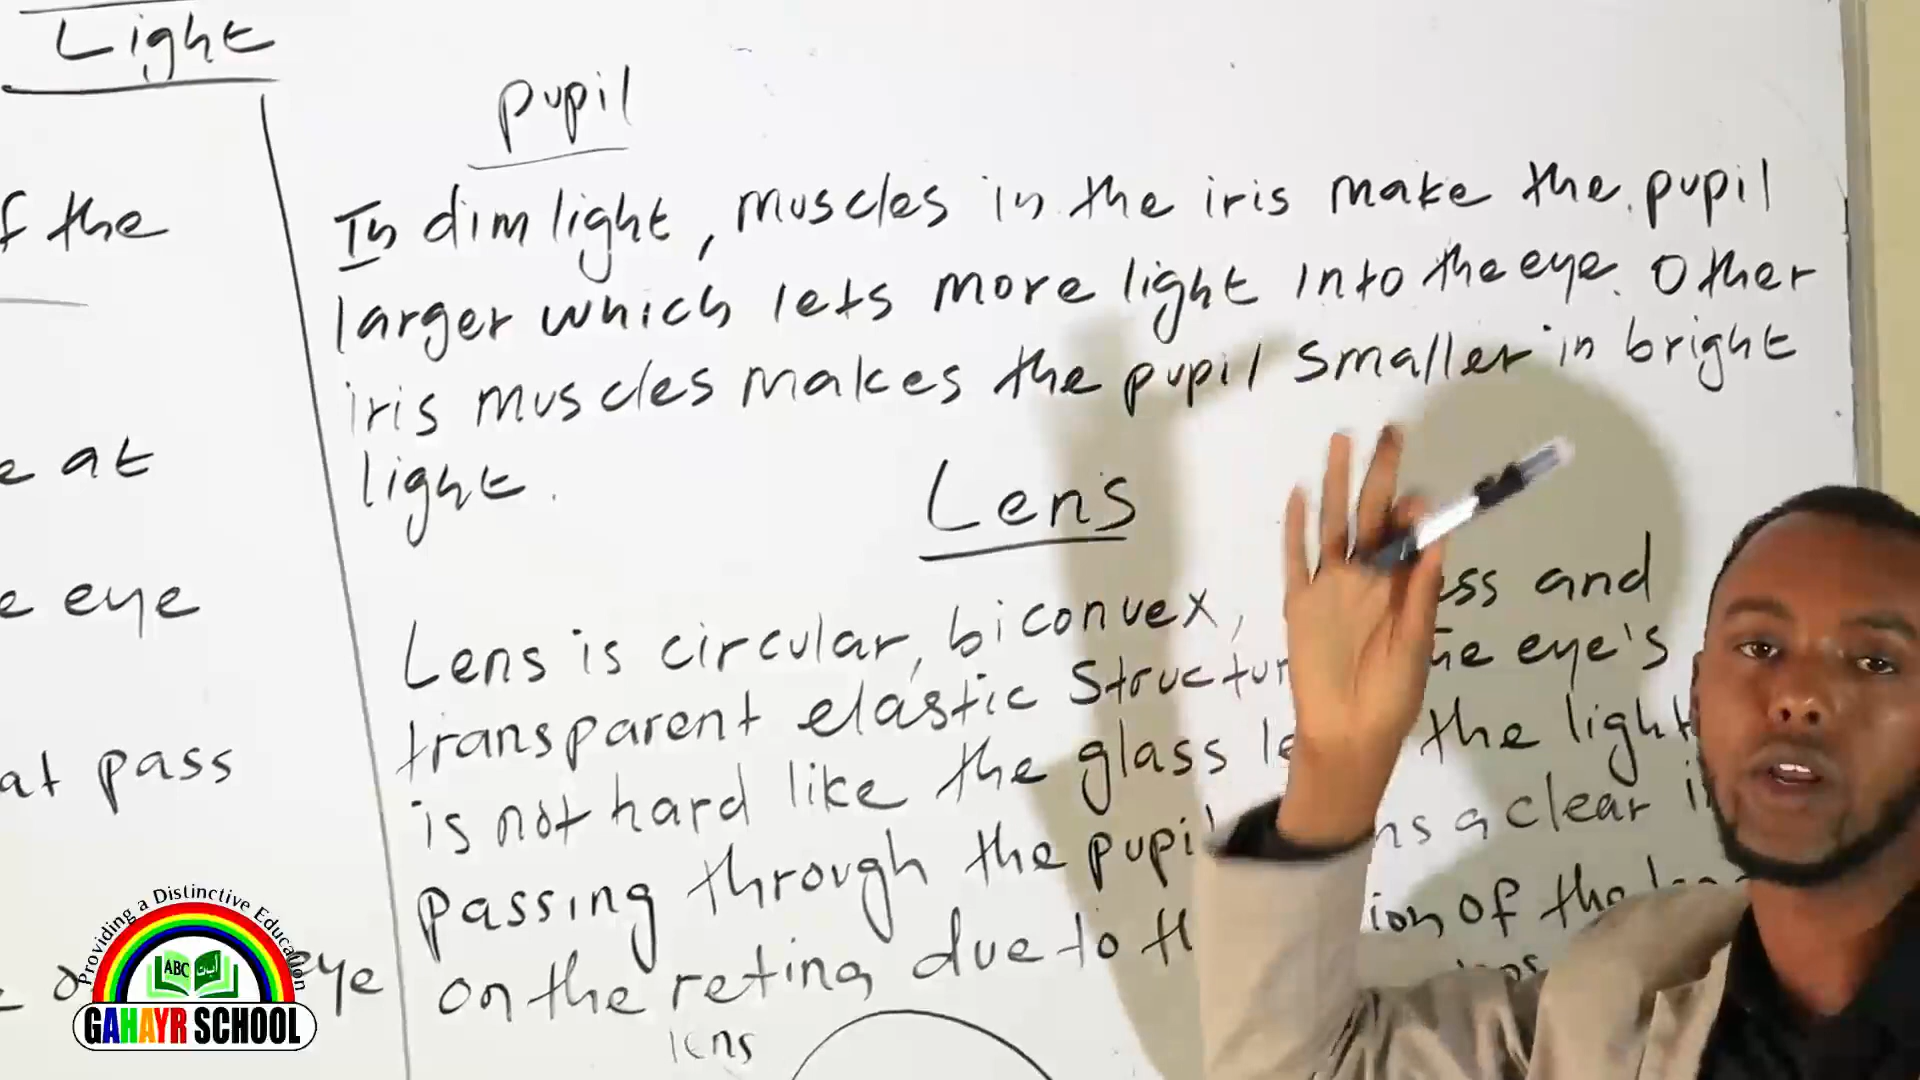 Light
f the
at
eye
at pass
eye
pupil
In dim light, muscles in the iris make the pupil
larger which lets more light into the eye. Other
iris muscles makes the pupil smaller in bright
light.
Lens
Lens is circular, biconvex, ss and
transparent elastic structur eye's
is not hard like the glass le the light
passing through the pupil ns a clear
on the retina due to th ion of the
lens
Providing a Distinctive Education
ABC
GAHAYR SCHOOL